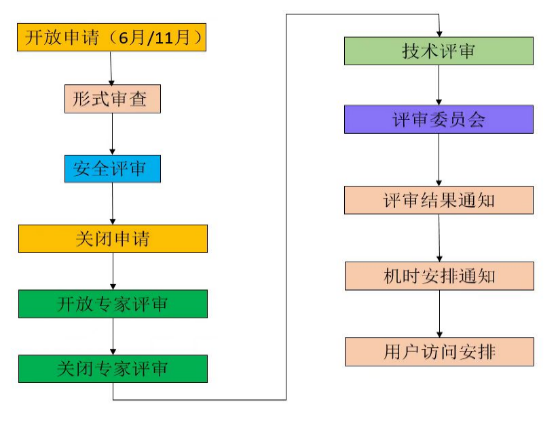 开放申请（6月/11月）
形式审查
安全评审
关闭申请
开放专家评审
关闭专家评审
技术评审
评审委员会
评审结果通知
机时安排通知
用户访问安排